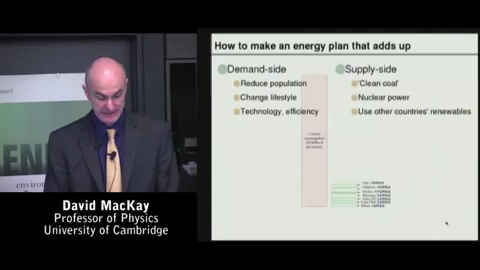 How to make an energy plan that adds up
Demand-side
Reduce population
Change lifestyle
Technology, efficiency
Supply-side
'Clean coal'
Nuclear power
Use other countries' renewables
David MacKay
Professor of Physics
University of Cambridge